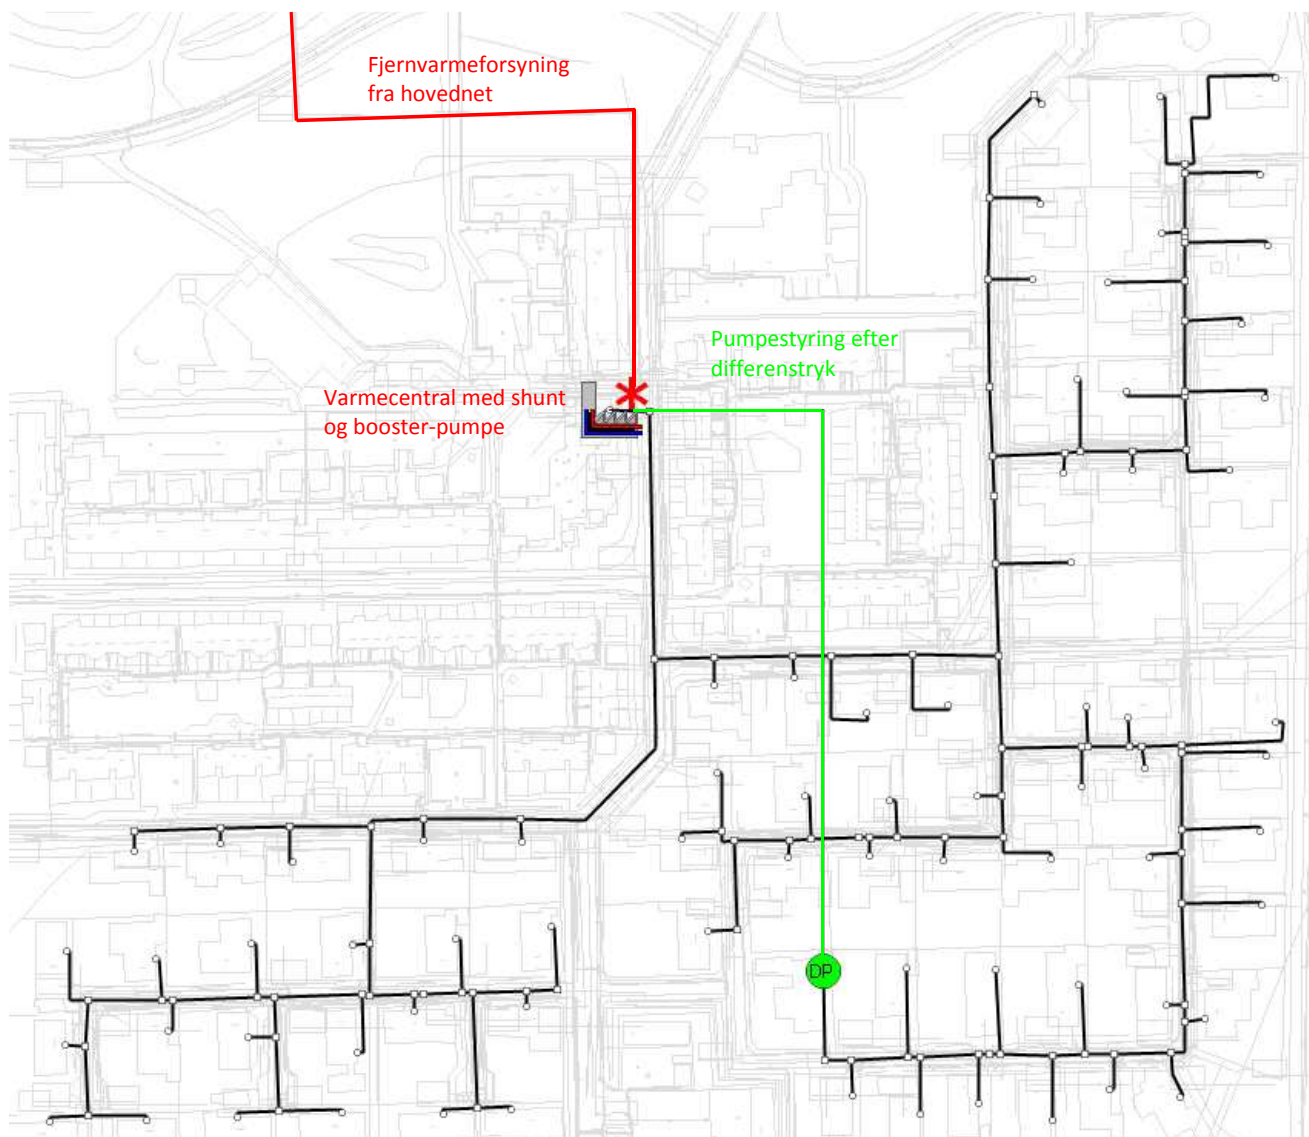 Fjernvarmeforsyning
fra hovednet
Pumpestyring efter
differenstryk
Varmecentral med shunt
og booster-pumpe
DP